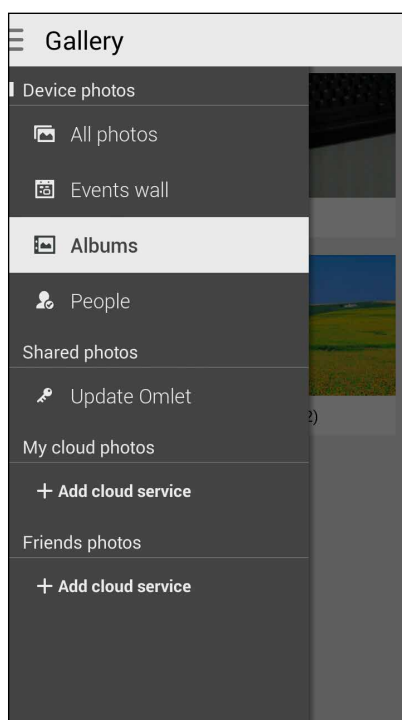 Gallery
Device photos
All photos
Events wall
Albums
People
Shared photos
Update Omlet
2)
My cloud photos
+ Add cloud service
Friends photos
+ Add cloud service